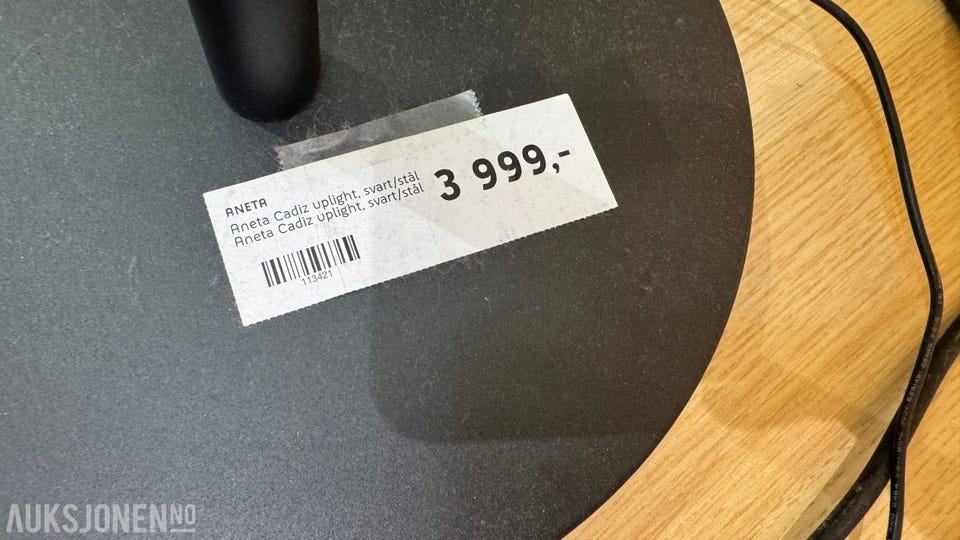 ANETA
Aneta Cadiz uplight, svart/stål
Aneta Cadiz uplight, svart/stål
3 999,-
113421
AUKSJONEN.NO